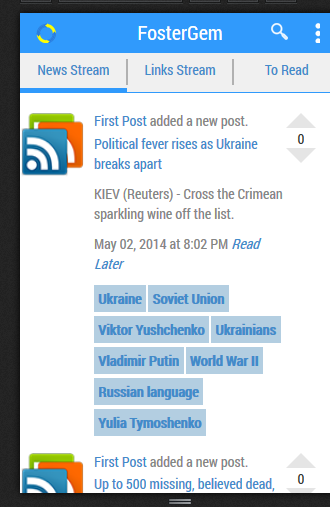 FosterGem
News Stream
Links Stream
To Read
First Post added a new post.
Political fever rises as Ukraine
breaks apart
0
KIEV (Reuters) - Cross the Crimean
sparkling wine off the list.
May 02, 2014 at 8:02 PM Read
Later
Ukraine
Soviet Union
Viktor Yushchenko
Ukrainians
Vladimir Putin
World War II
Russian language
Yulia Tymoshenko
First Post added a new post.
Up to 500 missing, believed dead,
0